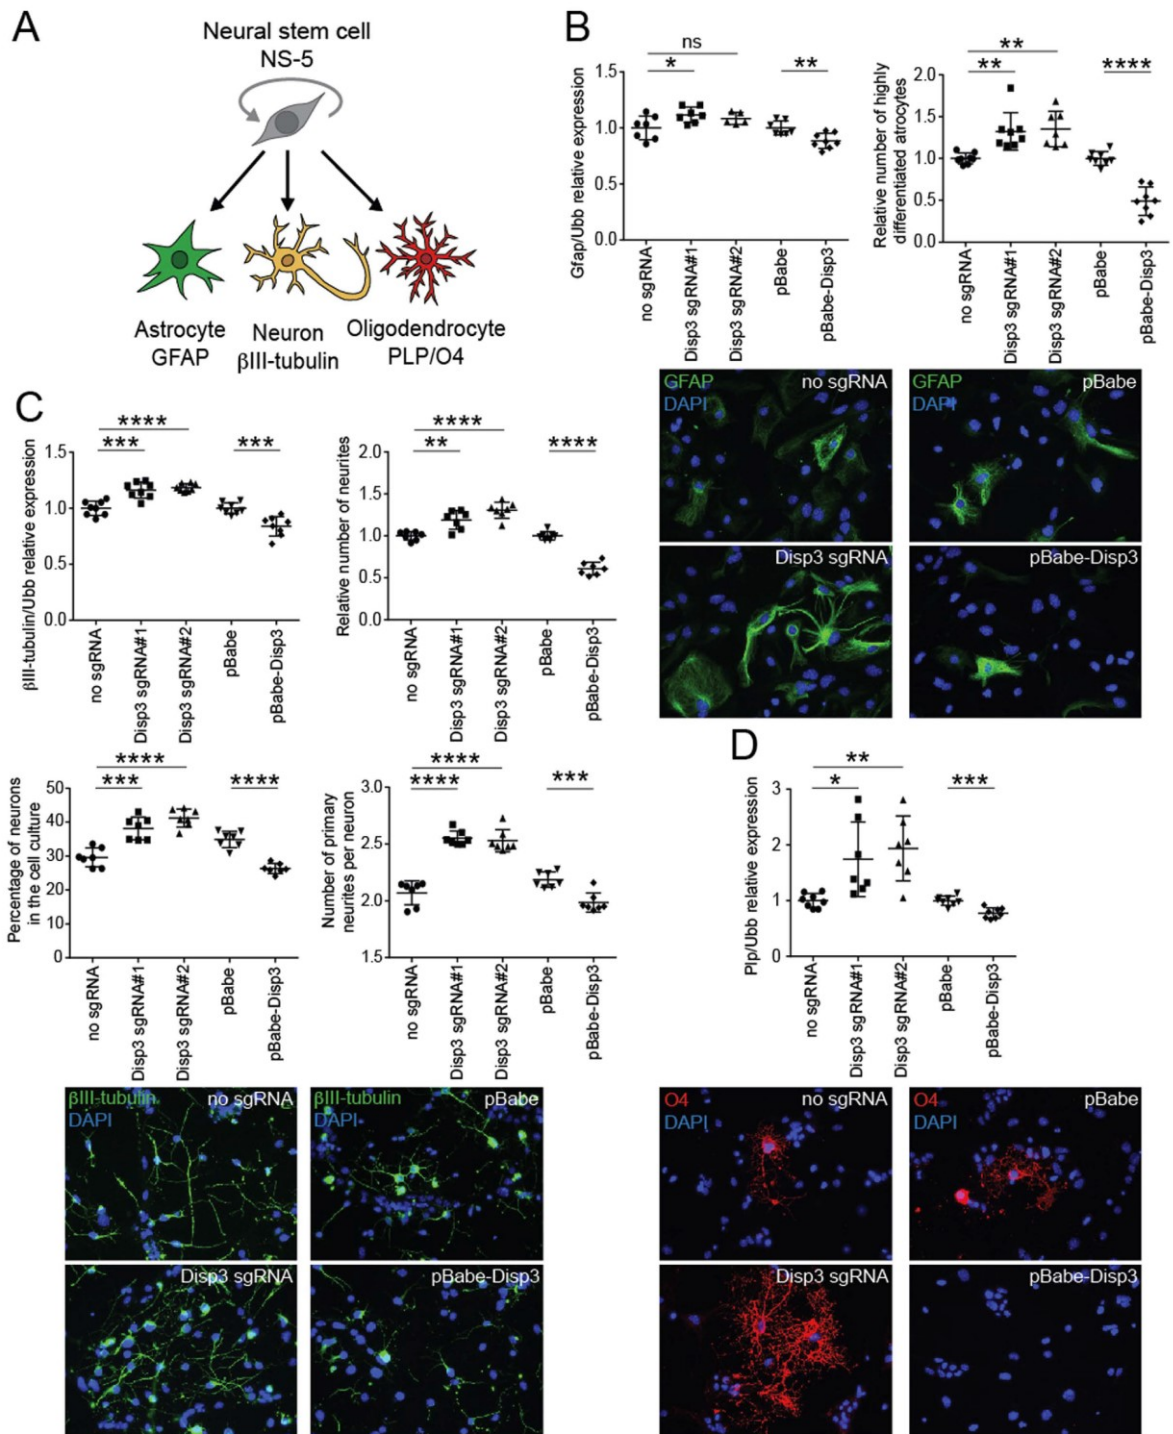 A
Neural stem cell
NS-5
Astrocyte
GFAP
Neuron
βIII-tubulin
Oligodendrocyte
PLP/O4
B
Gfap/Ubb relative expression
1.5
1.0
0.5
0.0
ns
*
**
no sgRNA
Disp3 sgRNA#1
Disp3 sgRNA#2
pBabe
pBabe-Disp3
Relative number of highly
differentiated atrocytes
2.0
1.5
1.0
0.5
0.0
**
**
****
no sgRNA
Disp3 sgRNA#1
Disp3 sgRNA#2
pBabe
pBabe-Disp3
GFAP
DAPI
no sgRNA
GFAP
DAPI
pBabe
Disp3 sgRNA
pBabe-Disp3
C
βIII-tubulin/Ubb relative expression
1.5
1.0
0.5
0.0
****
***
***
no sgRNA
Disp3 sgRNA#1
Disp3 sgRNA#2
pBabe
pBabe-Disp3
Relative number of neurites
2.0
1.5
1.0
0.5
0.0
****
**
****
no sgRNA
Disp3 sgRNA#1
Disp3 sgRNA#2
pBabe
pBabe-Disp3
Percentage of neurons
in the cell culture
50
40
30
20
10
0
****
***
****
no sgRNA
Disp3 sgRNA#1
Disp3 sgRNA#2
pBabe
pBabe-Disp3
Number of primary
neurites per neuron
3.0
2.5
2.0
1.5
****
****
***
no sgRNA
Disp3 sgRNA#1
Disp3 sgRNA#2
pBabe
pBabe-Disp3
βIII-tubulin
DAPI
no sgRNA
βIII-tubulin
DAPI
pBabe
Disp3 sgRNA
pBabe-Disp3
D
Plp/Ubb relative expression
3
2
1
0
**
*
***
no sgRNA
Disp3 sgRNA#1
Disp3 sgRNA#2
pBabe
pBabe-Disp3
O4
DAPI
no sgRNA
O4
DAPI
pBabe
Disp3 sgRNA
pBabe-Disp3